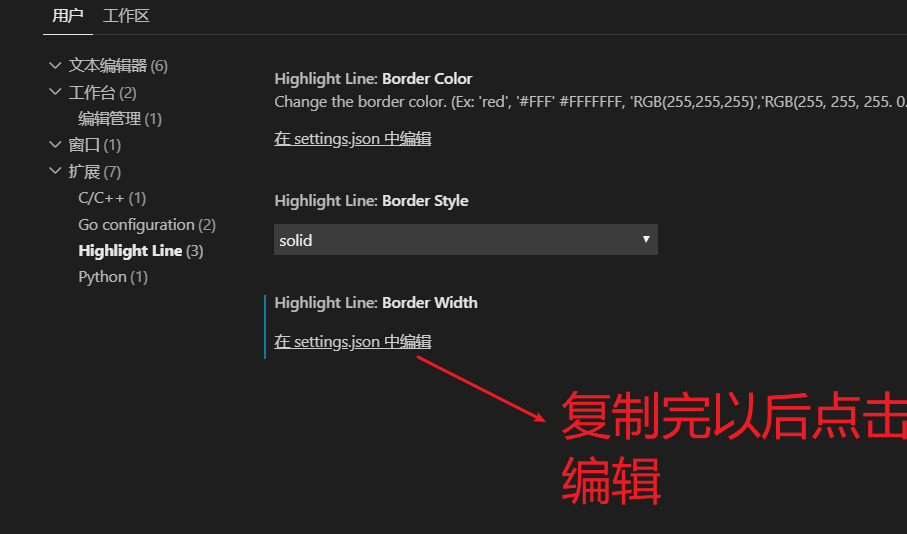 用户 工作区
文本编辑器 (6)
工作台 (2)
编辑管理 (1)
窗口 (1)
扩展 (7)
C/C++ (1)
Go configuration (2)
Highlight Line (3)
Python (1)
Highlight Line: Border Color
Change the border color. (Ex: 'red', '#FFF' #FFFFFFF, 'RGB(255,255,255)','RGB(255, 255, 255. 0.
在 settings.json 中编辑
Highlight Line: Border Style
solid
Highlight Line: Border Width
在 settings.json 中编辑
复制完以后点击
编辑